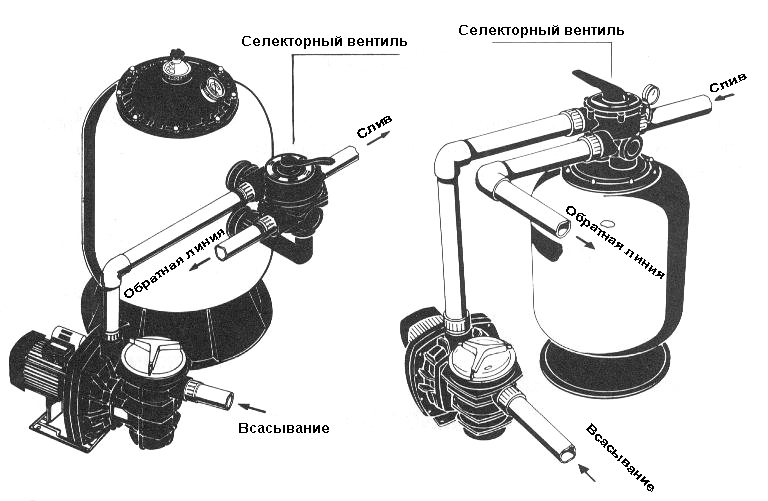 Селекторный вентиль
Слив
Обратная линия
Всасывание
Селекторный вентиль
Слив
Обратная линия
Всасывание